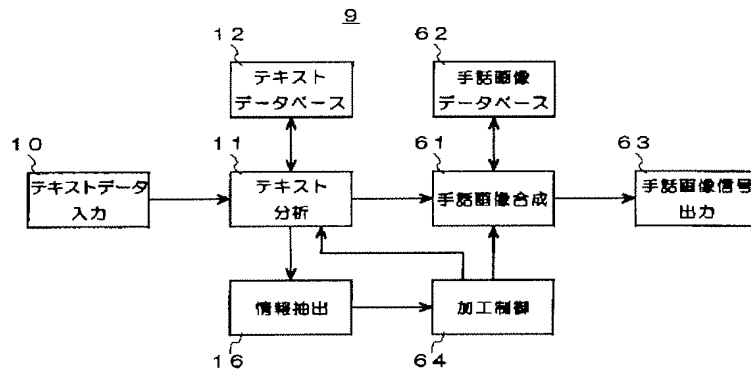 9
12
テキスト
データベース
62
手話画像
データベース
10
テキストデータ
入力
11
テキスト
分析
61
手話画像合成
63
手話画像信号
出力
情報抽出
16
加工制御
64